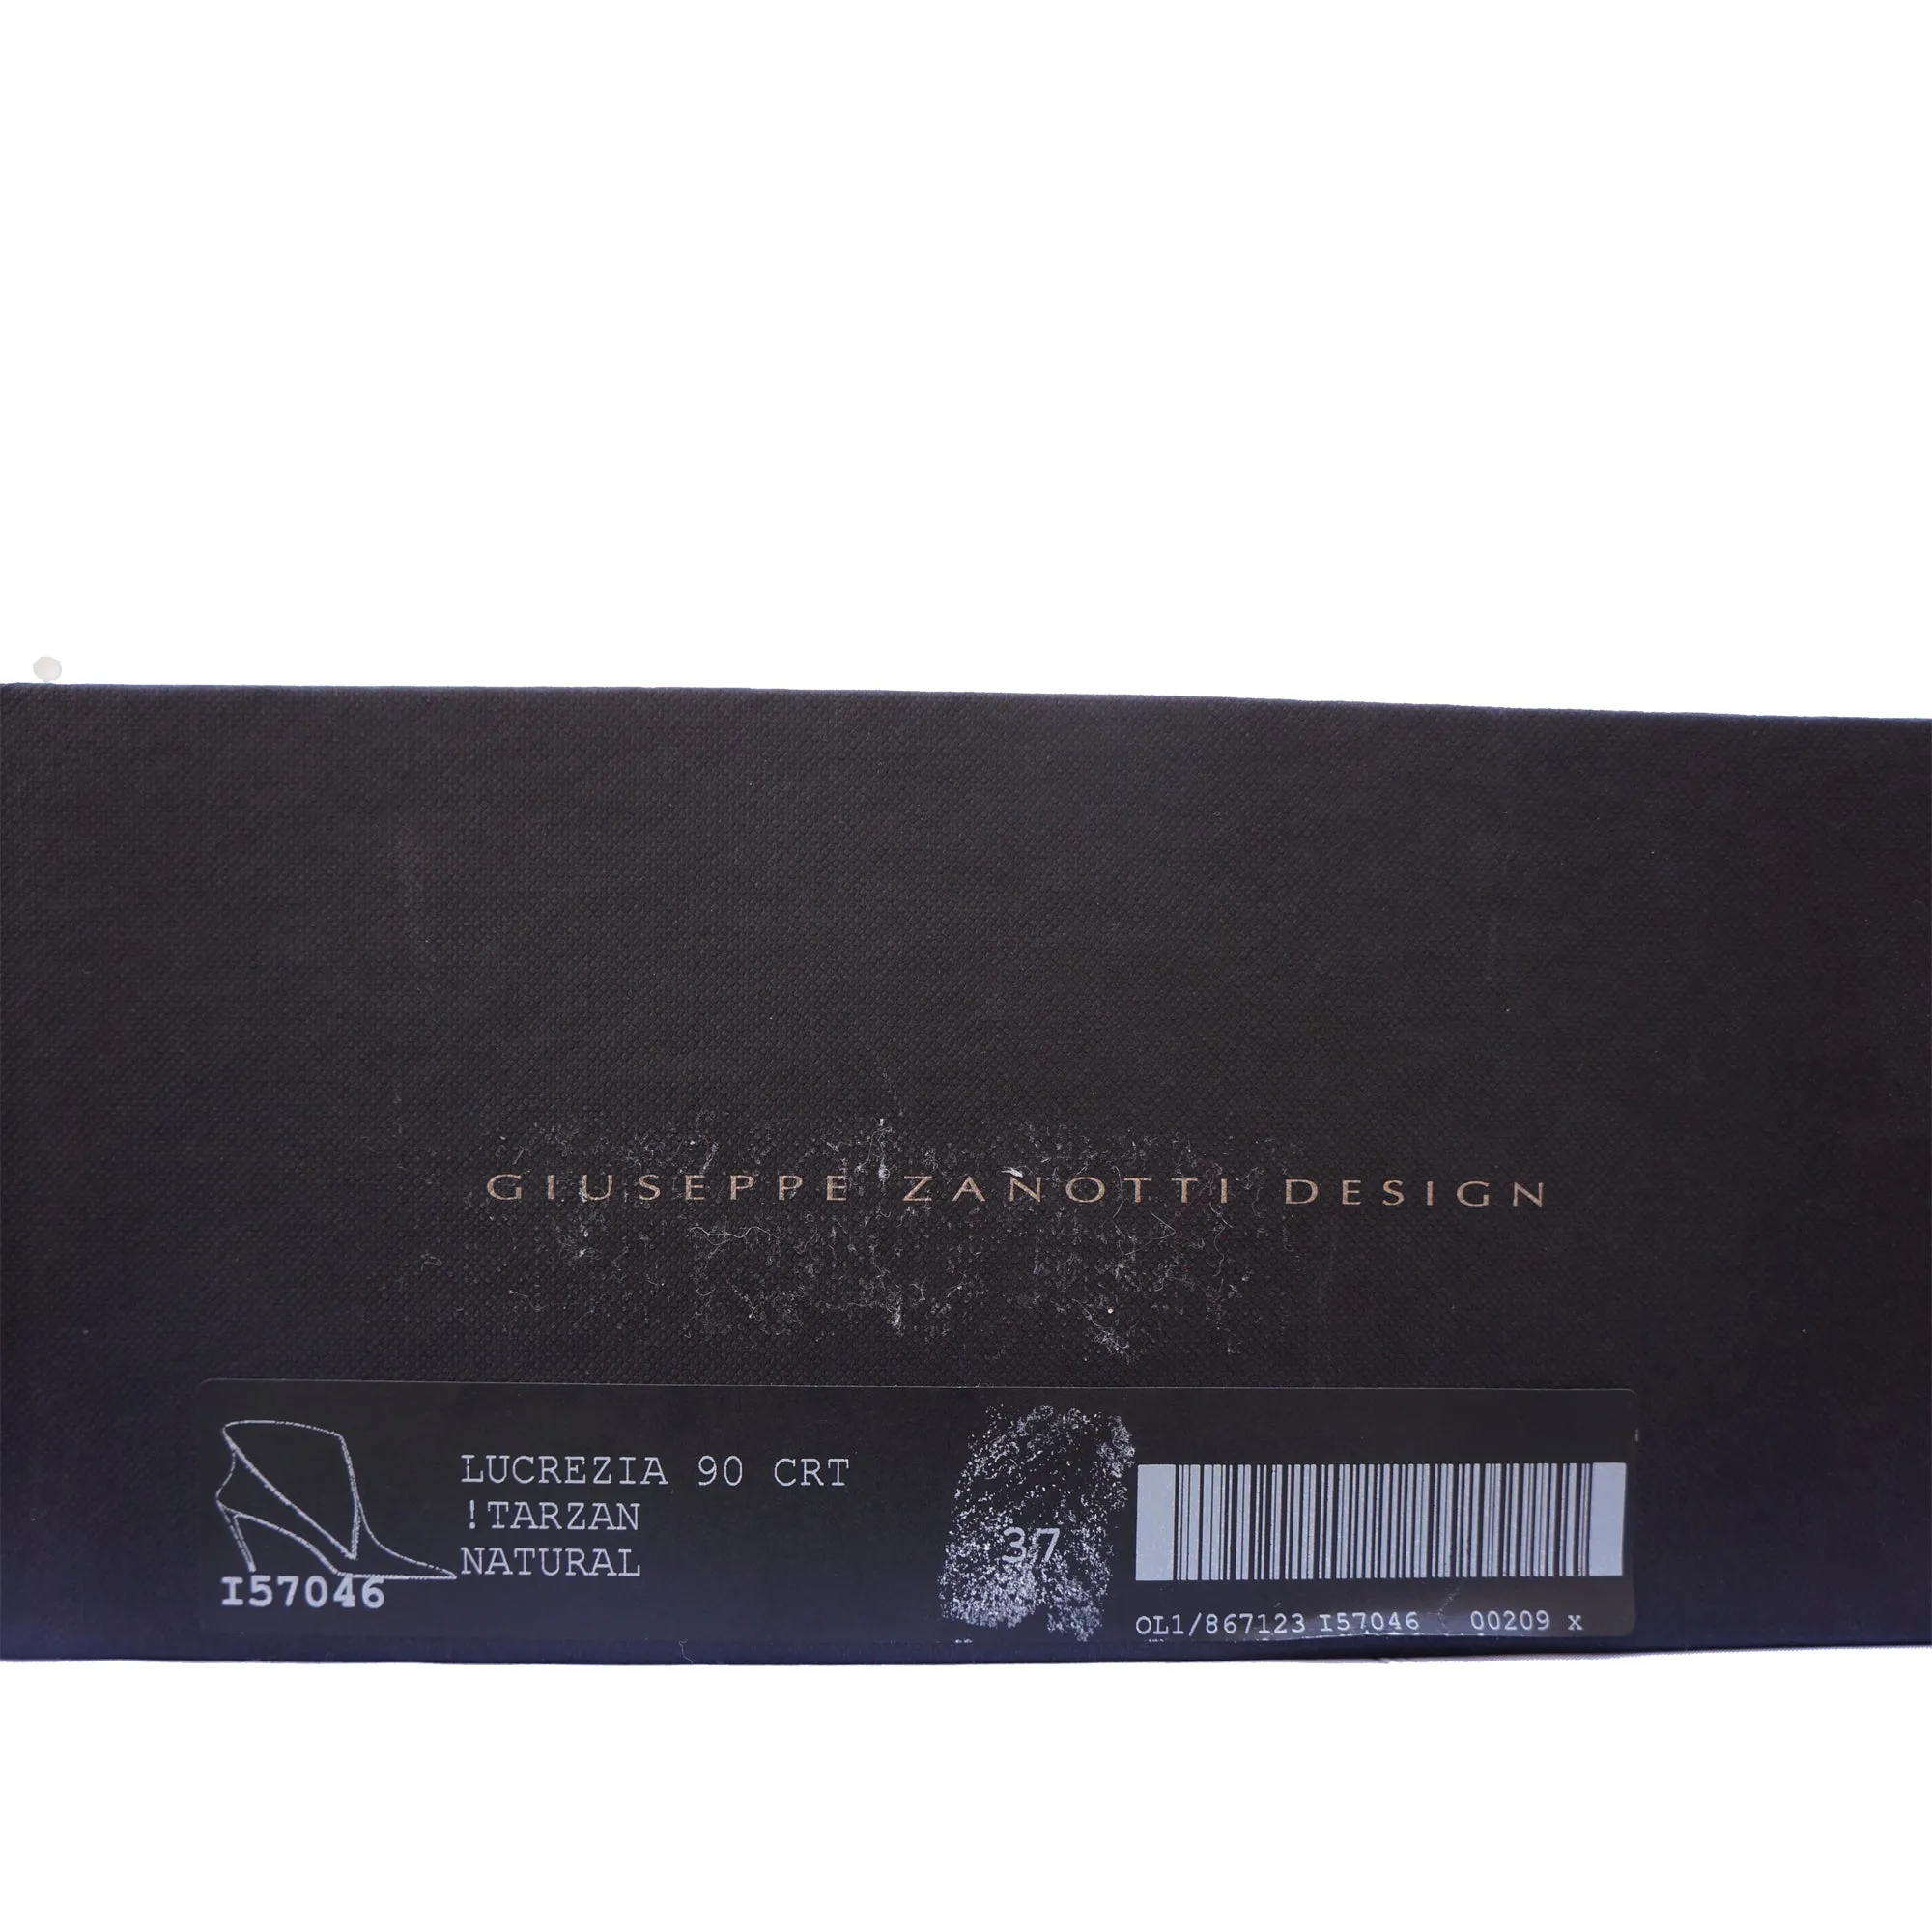 GIUSEPPE ZANOTTI DESIGN
LUCREZIA 90 CRT
!TARZAN
NATURAL
I57046
37
OL1/867123 I57046 00209 x